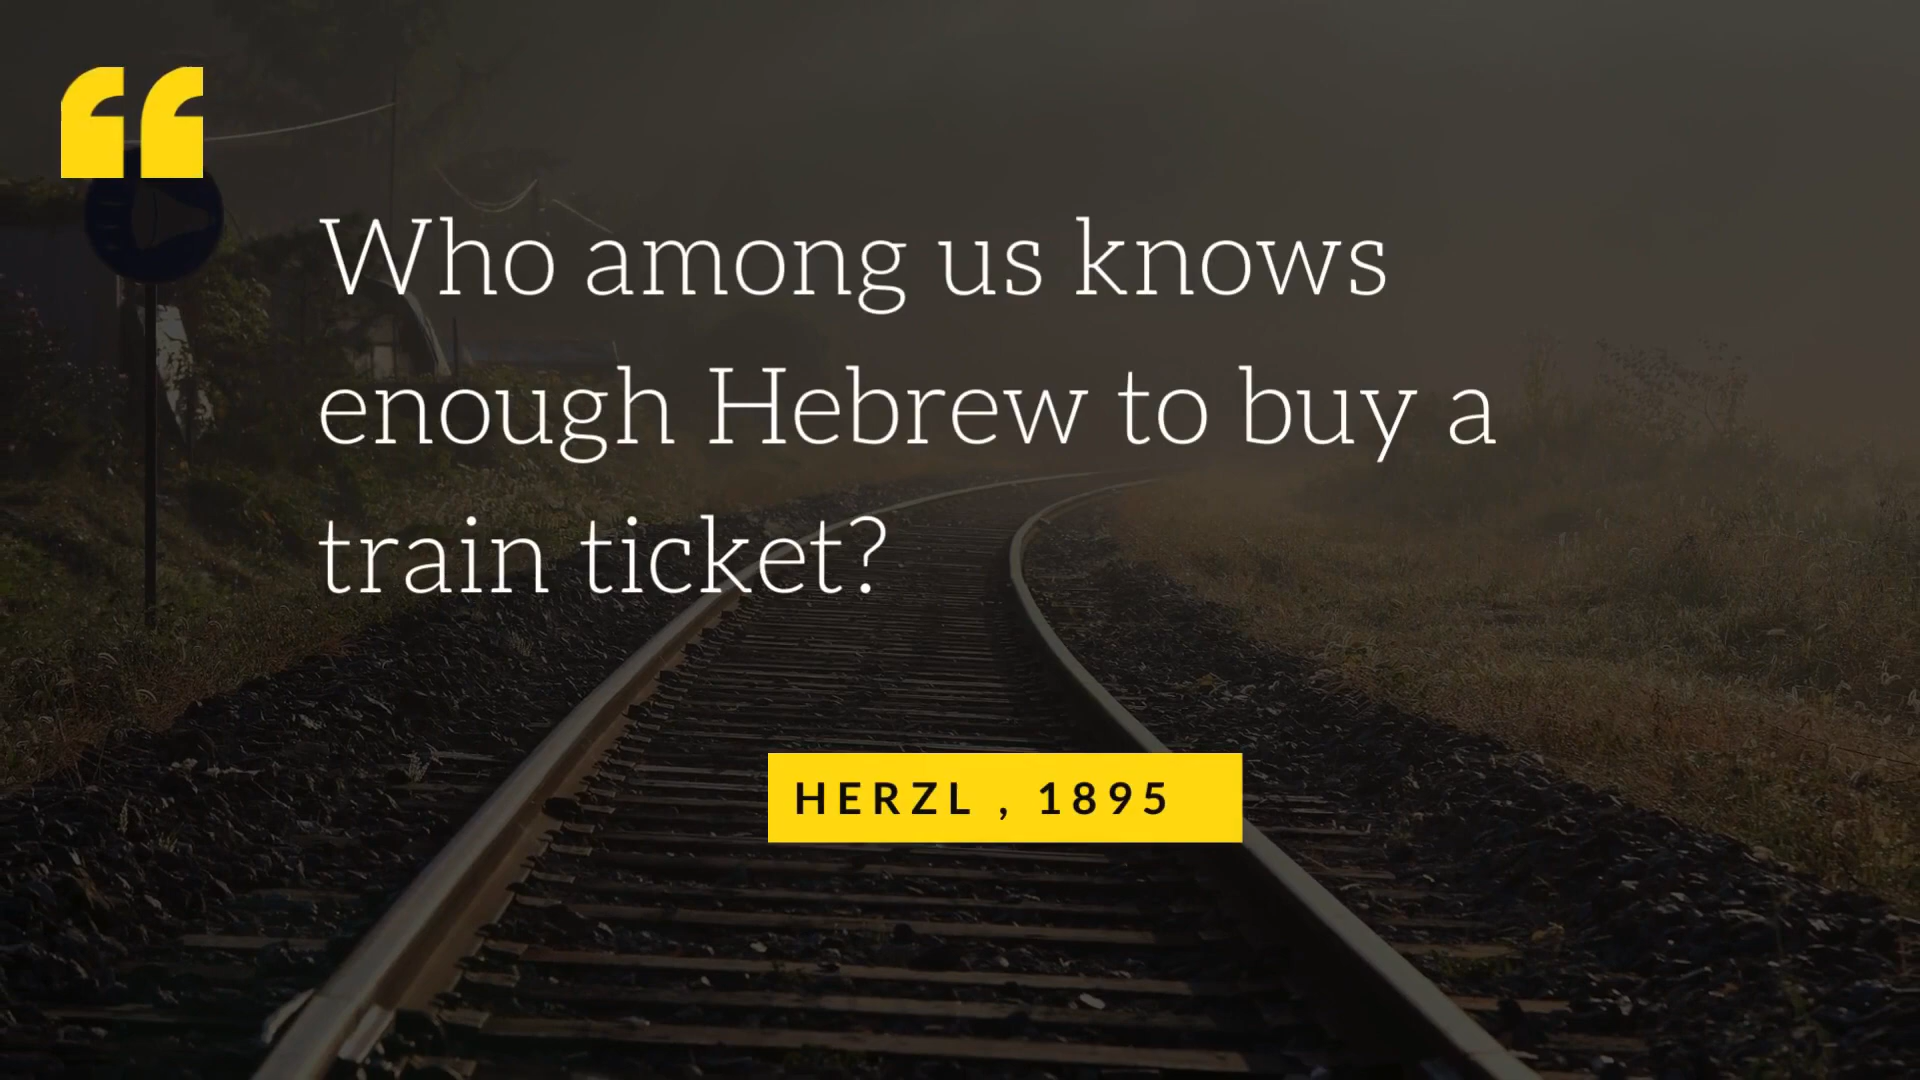 “
Who among us knows
enough Hebrew to buy a
train ticket?
HERZL , 1895